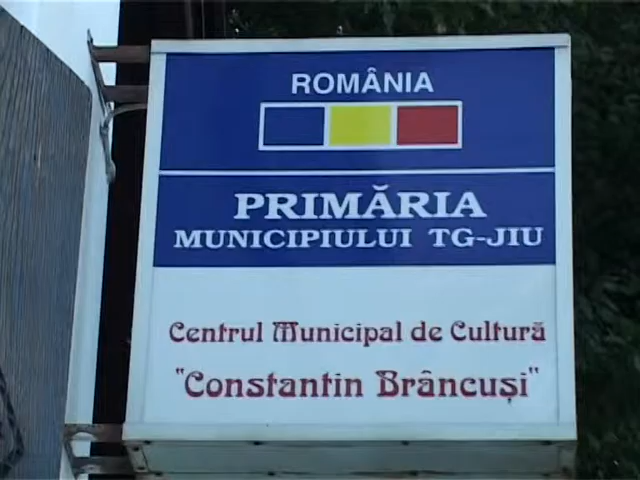 ROMÂNIA
PRIMĂRIA
MUNICIPIULUI TG-JIU
Centrul Municipal de Cultură
"Constantin Brâncuși"